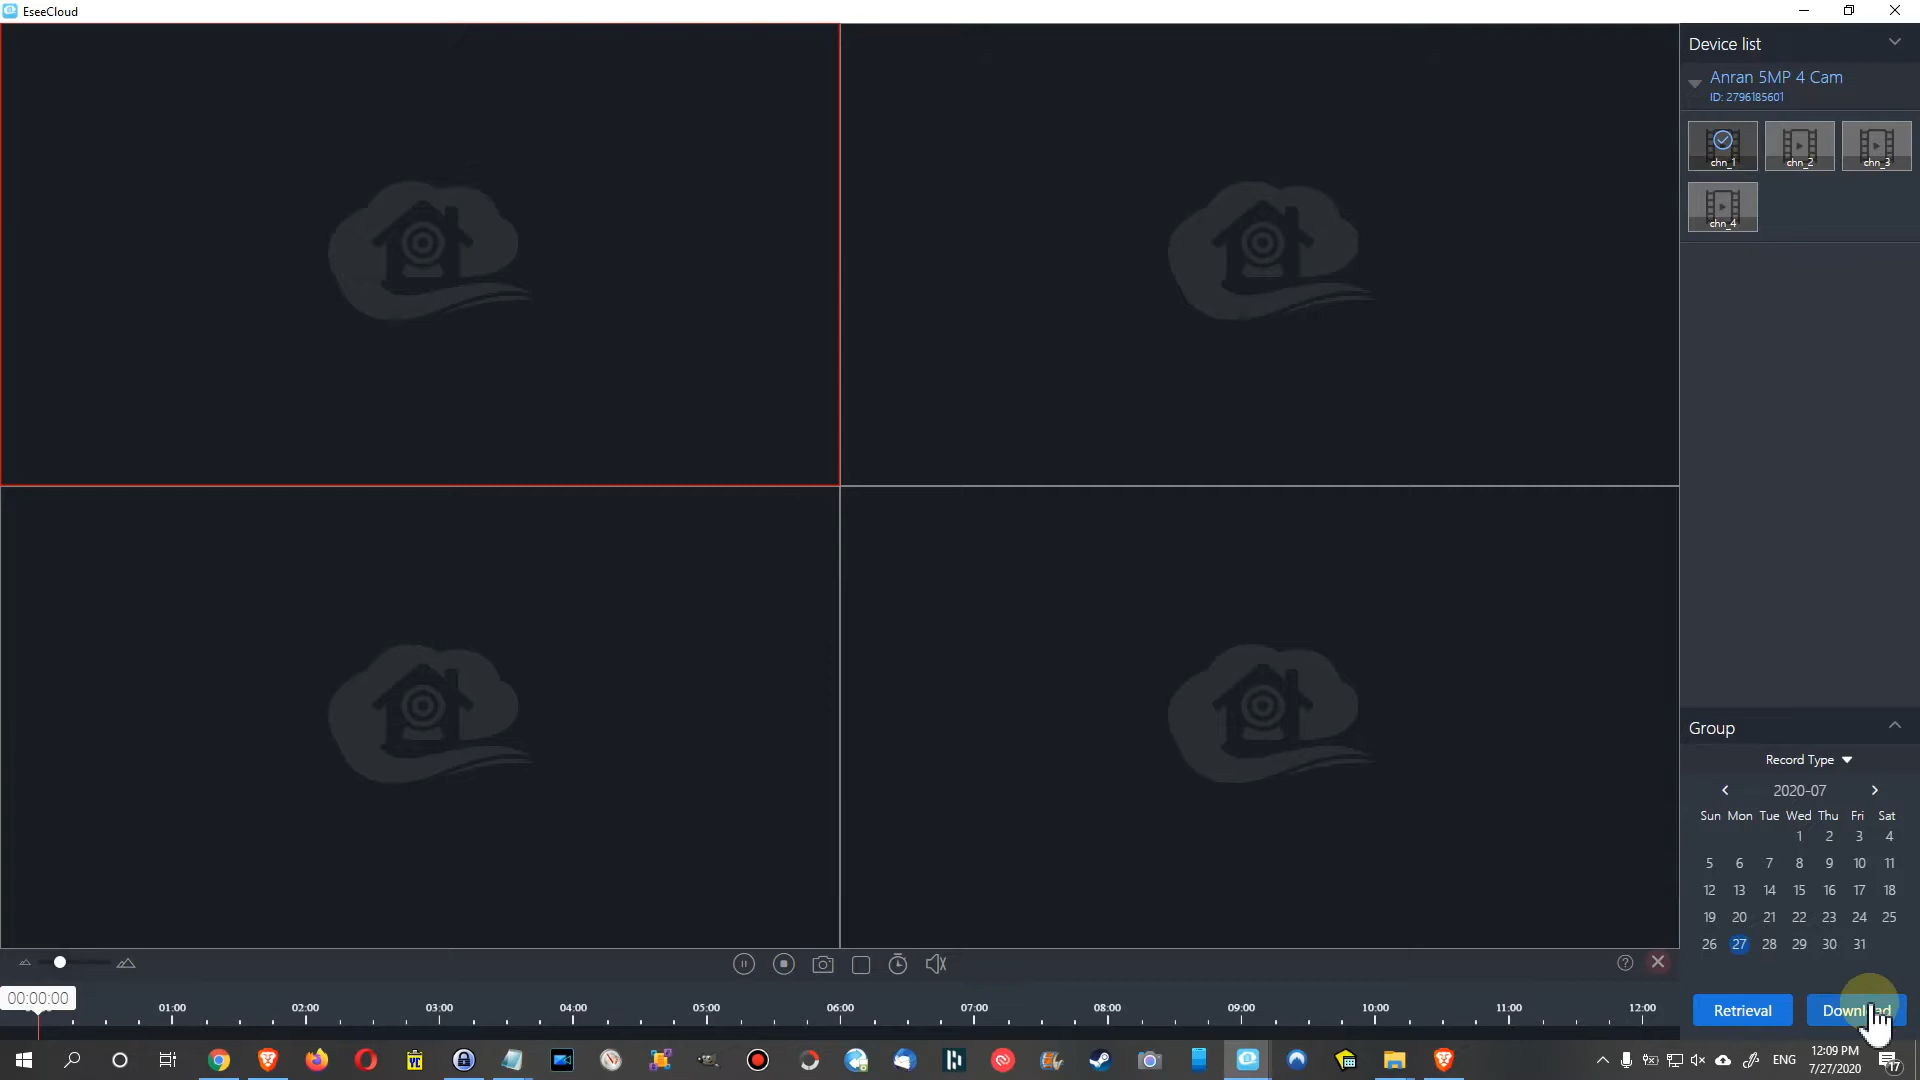 EseeCloud
Device list
Anran 5MP 4 Cam
ID: 2796185601
chn_1 chn_2 chn_3
chn_4
Group
Record Type
2020-07
Sun Mon Tue Wed Thu Fri Sat
1 2 3 4
5 6 7 8 9 10 11
12 13 14 15 16 17 18
19 20 21 22 23 24 25
26 27 28 29 30 31
00:00:00
01:00 02:00 03:00 04:00 05:00 06:00 07:00 08:00 09:00 10:00 11:00 12:00
Retrieval Download
ENG
12:09 PM
7/27/2020
17